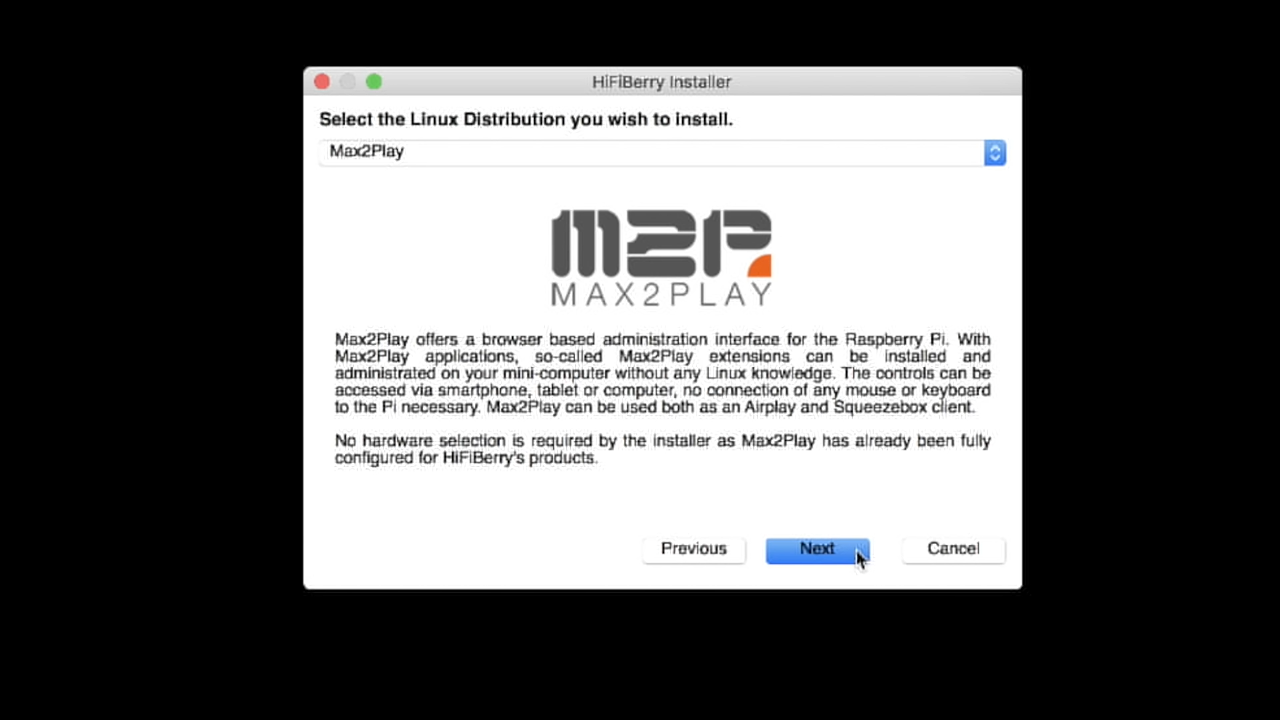 HiFiBerry Installer
Select the Linux Distribution you wish to install.
Max2Play
M2P
MAX2PLAY
Max2Play offers a browser based administration interface for the Raspberry Pi. With
Max2Play applications, so-called Max2Play extensions can be installed and
administrated on your mini-computer without any Linux knowledge. The controls can be
accessed via smartphone, tablet or computer, no connection of any mouse or keyboard
to the Pi necessary. Max2Play can be used both as an Airplay and Squeezebox client.
No hardware selection is required by the installer as Max2Play has already been fully
configured for HiFiBerry's products.
Previous
Next
Cancel